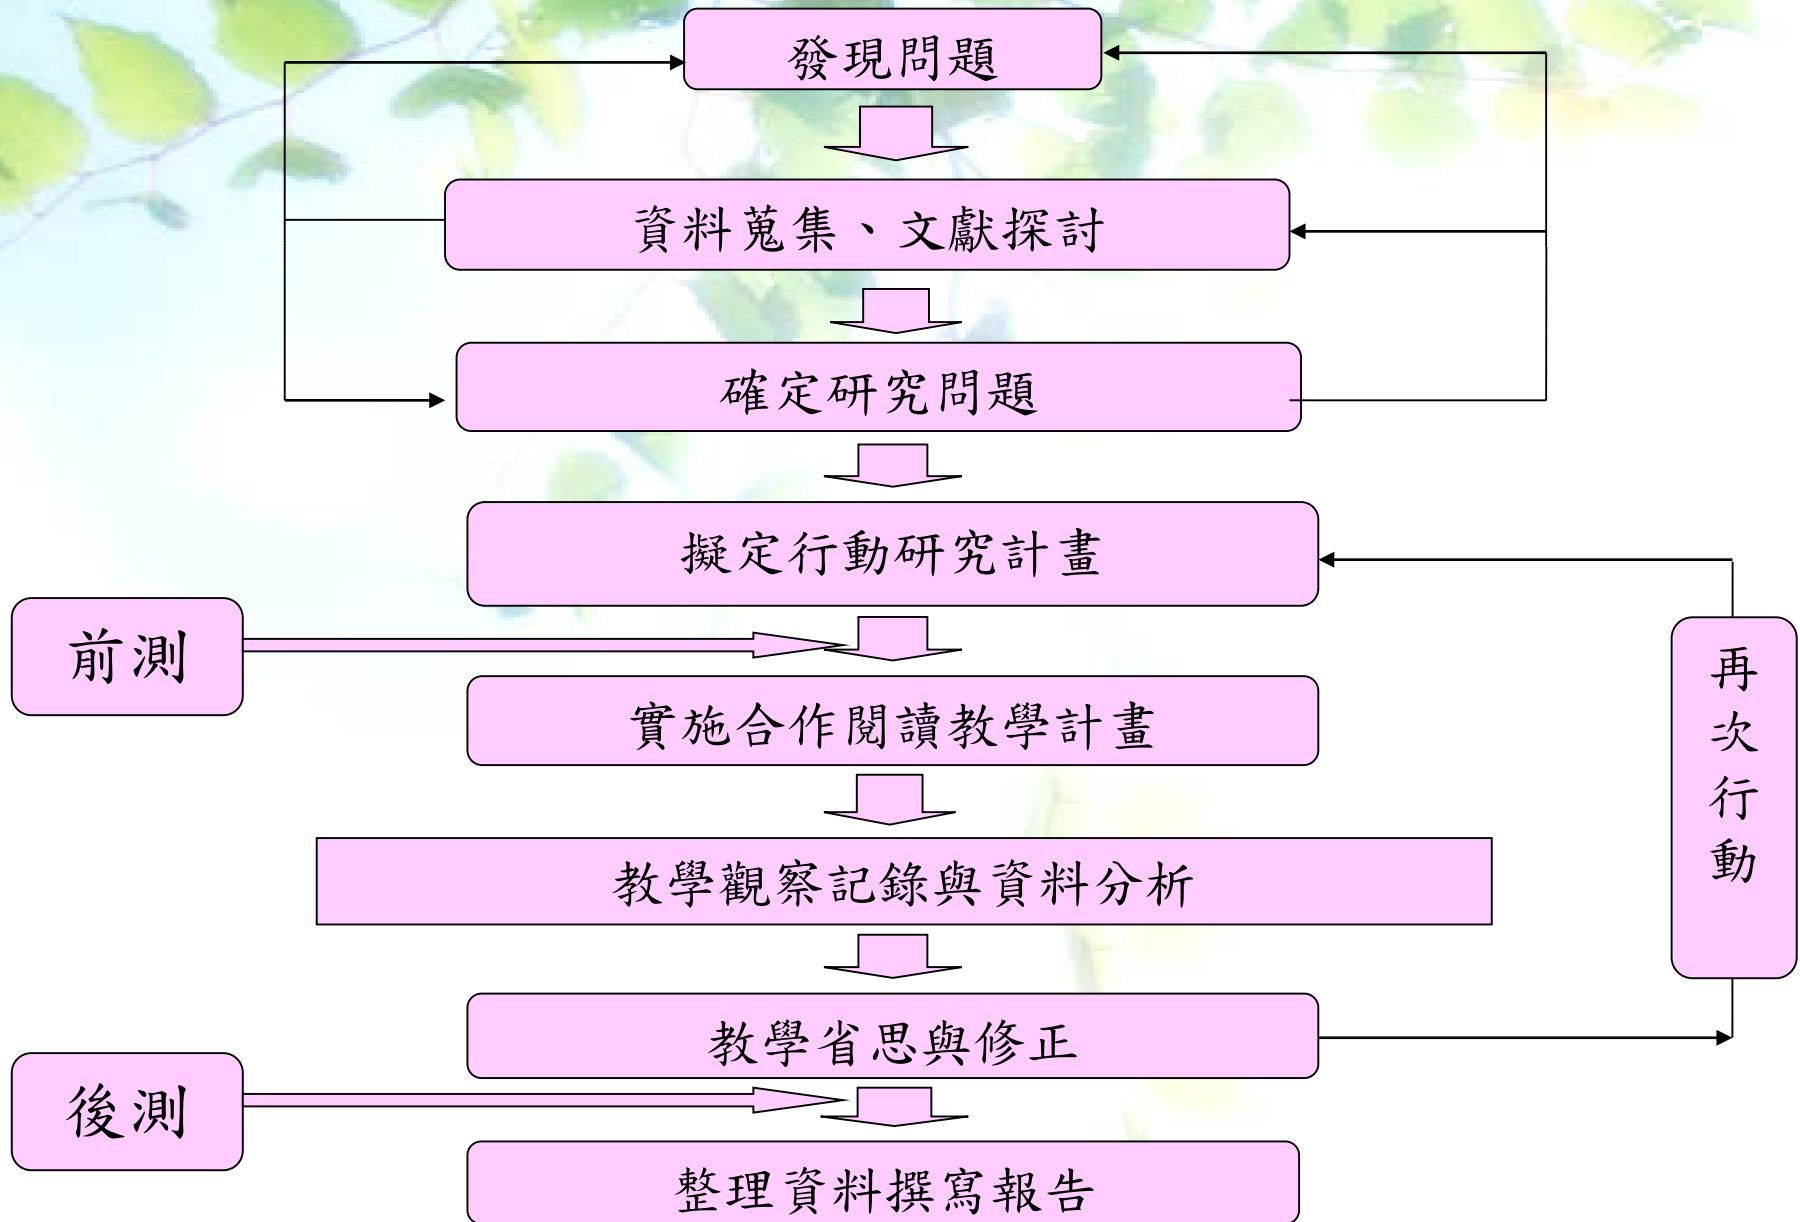 發現問題
資料蒐集、文獻探討
確定研究問題
擬定行動研究計畫
前測
實施合作閱讀教學計畫
再次行動
教學觀察記錄與資料分析
教學省思與修正
後測
整理資料撰寫報告